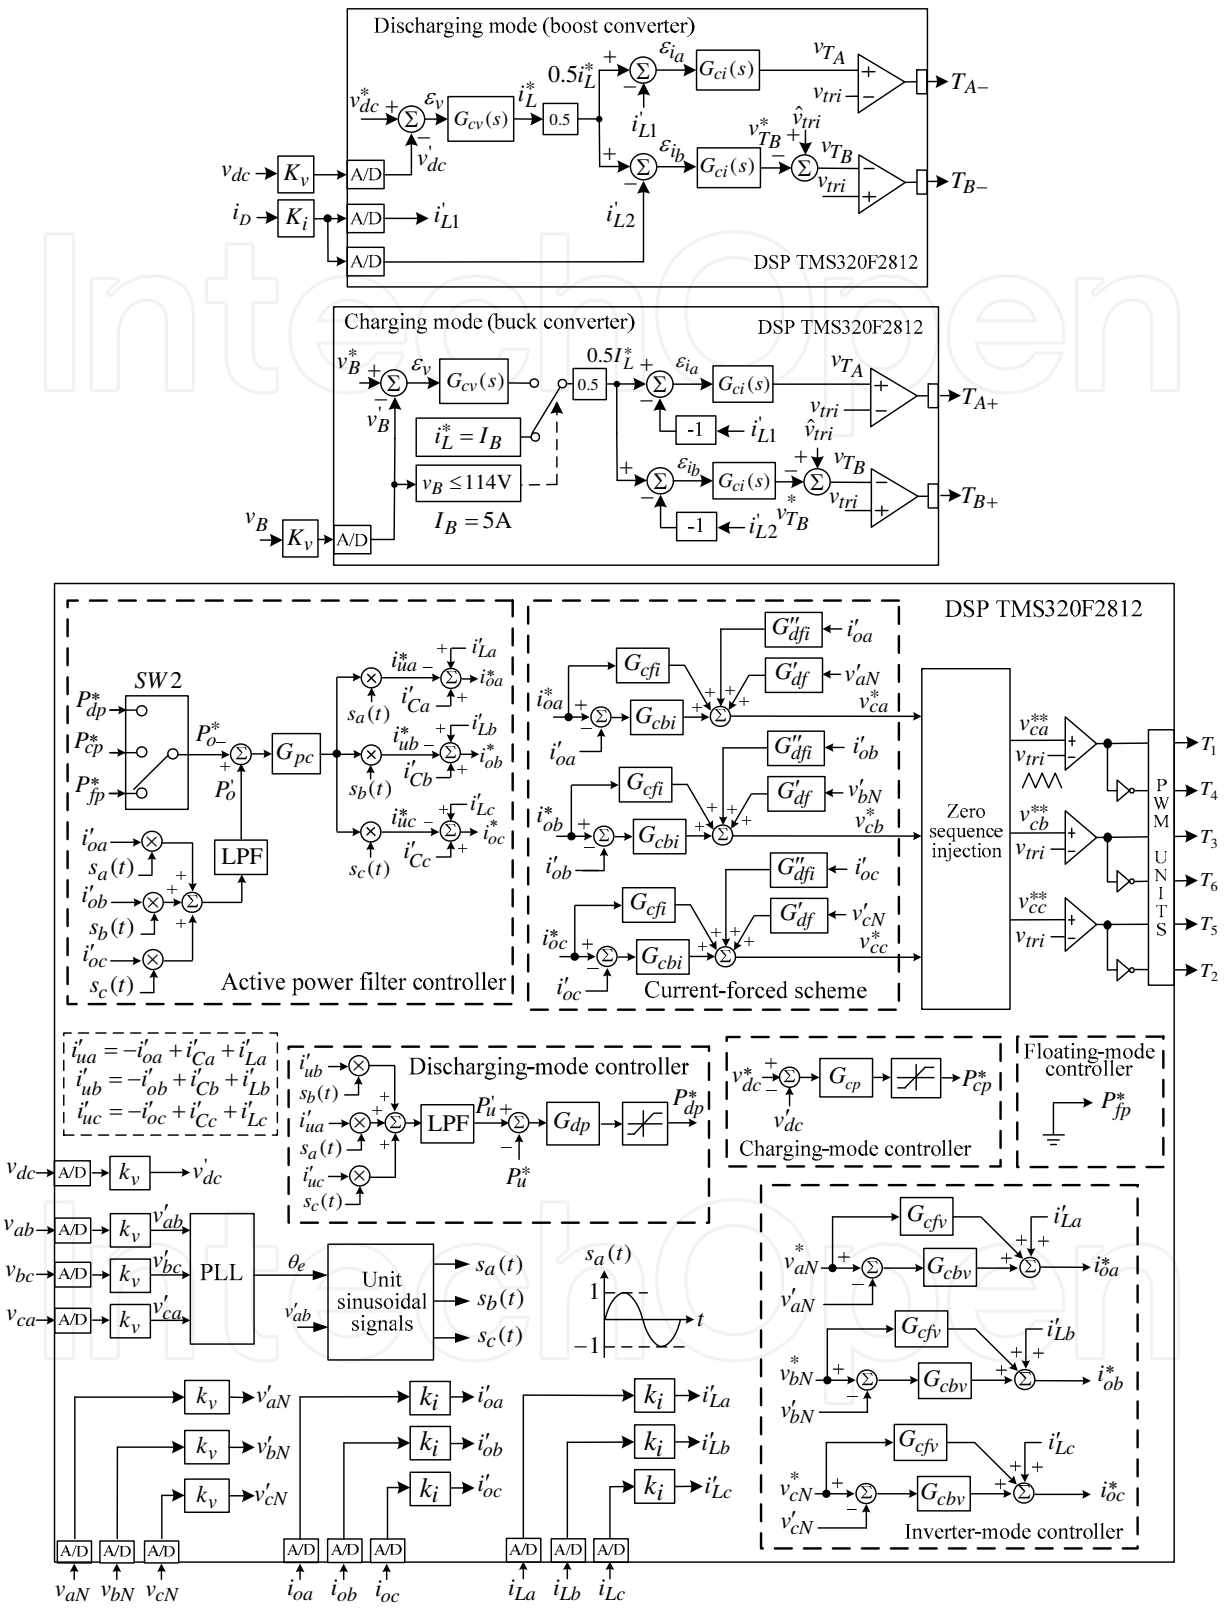 Discharging mode (boost converter)
v*dc + Σ εv Gcv(s) i*L 0.5 0.5i*L
− v'dc
+ Σ εia Gci(s) vTA + TA−
− i'L1 vtri −
+ Σ εib Gci(s) v*TB − + v̂tri Σ vTB − TB−
− i'L2 vtri +
vdc Kv A/D
iD Ki A/D i'L1
A/D
DSP TMS320F2812
Charging mode (buck converter) DSP TMS320F2812
v*B + Σ εv Gcv(s) 0.5 0.5I*L + Σ εia Gci(s) vTA + TA+
− v'B − vtri −
i*L = IB -1 i'L1 v̂tri
vB ≤114V + Σ εib Gci(s) − + Σ vTB − TB+
IB = 5A − v*TB vtri +
vB Kv A/D -1 i'L2
DSP TMS320F2812
SW2
P*dp
P*cp
P*fp
P*o − Σ Gpc
+ P'o
LPF
× i*ua − + i'La Σ i*oa
sa(t) i'Ca +
× i*ub − + i'Lb Σ i*ob
sb(t) i'Cb +
× i*uc − + i'Lc Σ i*oc
sc(t) i'Cc +
i'oa ×
sa(t) +
i'ob × + Σ
sb(t) +
i'oc ×
sc(t)
Active power filter controller
G''dfi i'oa
Gcfi G'df v'aN
i*oa + Σ Gcbi + + + + Σ v*ca
− i'oa
G''dfi i'ob
Gcfi G'df v'bN
i*ob + Σ Gcbi + + + + Σ v*cb
− i'ob
G''dfi i'oc
Gcfi G'df v'cN
i*oc + Σ Gcbi + + + + Σ v*cc
− i'oc
Current-forced scheme
Zero
sequence
injection
v**ca +
vtri −
v**cb +
vtri −
v**cc +
vtri −
PWM UNITS
T1
T4
T3
T6
T5
T2
i'ua = −i'oa + i'Ca + i'La
i'ub = −i'ob + i'Cb + i'Lb
i'uc = −i'oc + i'Cc + i'Lc
Discharging-mode controller
i'ub ×
sb(t) +
i'ua × + Σ LPF P'u + Σ Gdp P*dp
sa(t) + − P*u
i'uc ×
sc(t)
v*dc + Σ Gcp P*cp
− v'dc
Charging-mode controller
Floating-mode
controller
P*fp
vdc A/D kv v'dc
vab A/D kv v'ab
vbc A/D kv v'bc
vca A/D kv v'ca
PLL θe
v'ab
Unit
sinusoidal
signals
sa(t)
sb(t)
sc(t)
sa(t)
1
−1
t
Gcfv i'La
v*aN + Σ Gcbv + + + Σ i*oa
v'aN −
Gcfv i'Lb
v*bN + Σ Gcbv + + + Σ i*ob
v'bN −
Gcfv i'Lc
v*cN + Σ Gcbv + + + Σ i*oc
v'cN −
Inverter-mode controller
kv v'aN ki i'oa ki i'La
kv v'bN ki i'ob ki i'Lb
kv v'cN ki i'oc ki i'Lc
A/D A/D A/D A/D A/D A/D A/D A/D A/D
vaN vbN vcN ioa iob ioc iLa iLb iLc
IntechOpen
IntechOpen